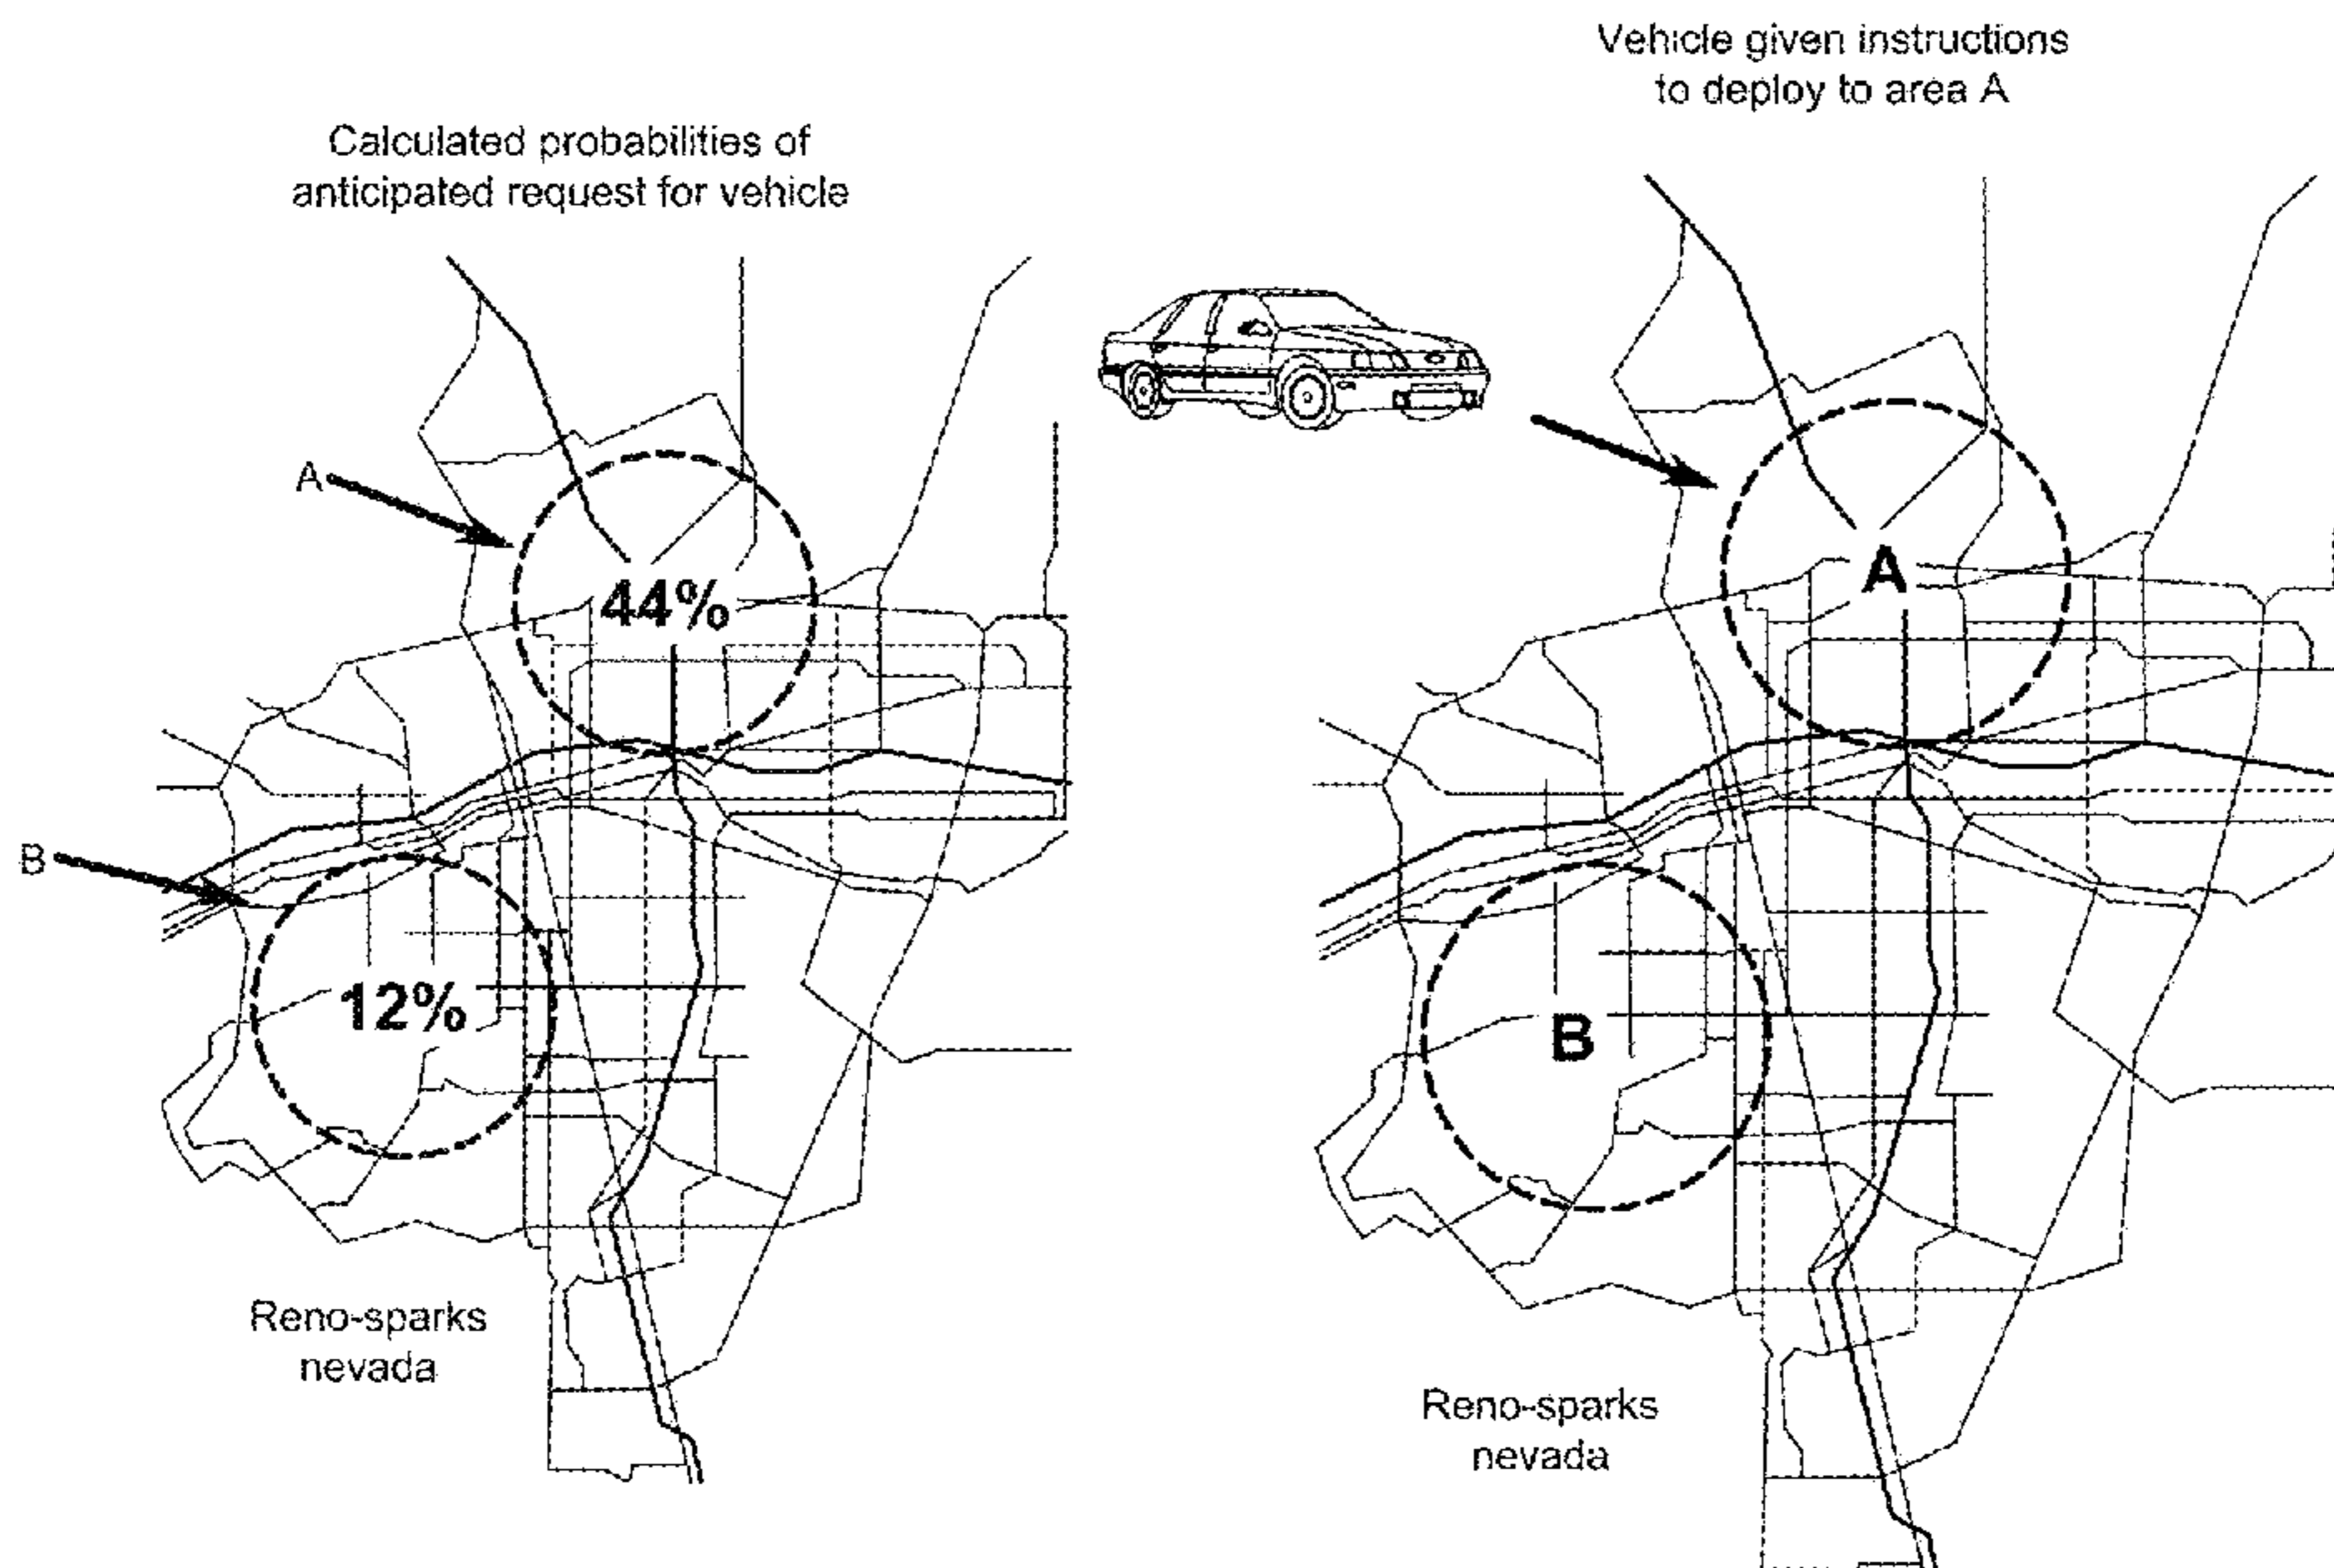 Calculated probabilities of
anticipated request for vehicle
A
44%
B
12%
Reno-sparks
nevada
Vehicle given instructions
to deploy to area A
A
B
Reno-sparks
nevada